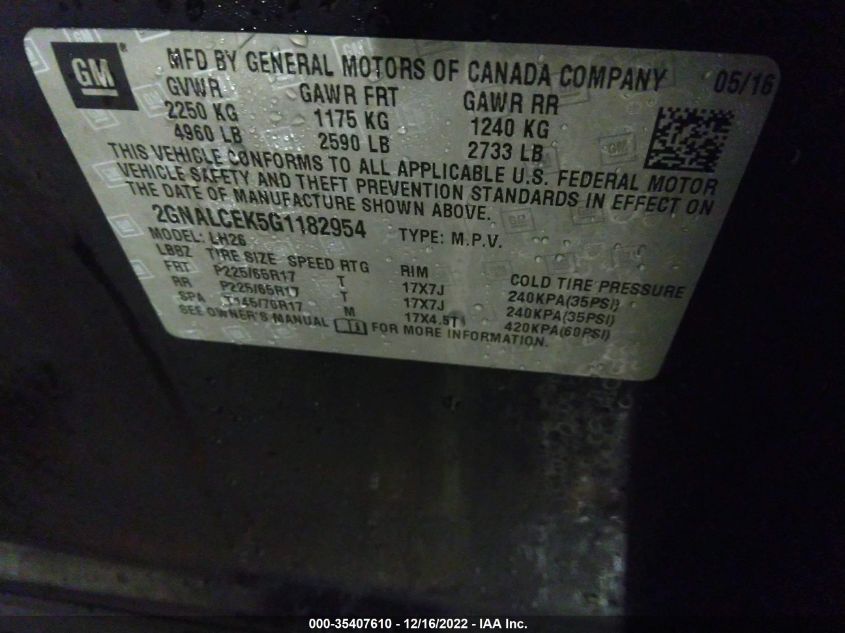 GM
MFD BY GENERAL MOTORS OF CANADA COMPANY 05/16
GVWR GAWR FRT GAWR RR
2250 KG 1175 KG 1240 KG
4960 LB 2590 LB 2733 LB
THIS VEHICLE CONFORMS TO ALL APPLICABLE U.S. FEDERAL MOTOR
VEHICLE SAFETY AND THEFT PREVENTION STANDARDS IN EFFECT ON
THE DATE OF MANUFACTURE SHOWN ABOVE.
2GNALCEK5G1182954 TYPE: M.P.V.
MODEL: LH26
LBBZ TIRE SIZE SPEED RTG RIM COLD TIRE PRESSURE
FRT P225/65R17 T 17X7J 240KPA(35PSI)
RR P225/65R17 T 17X7J 240KPA(35PSI)
SPA T145/70R17 M 17X4.5T 420KPA(60PSI)
SEE OWNER'S MANUAL FOR MORE INFORMATION.
000-35407610 - 12/16/2022 - IAA Inc.